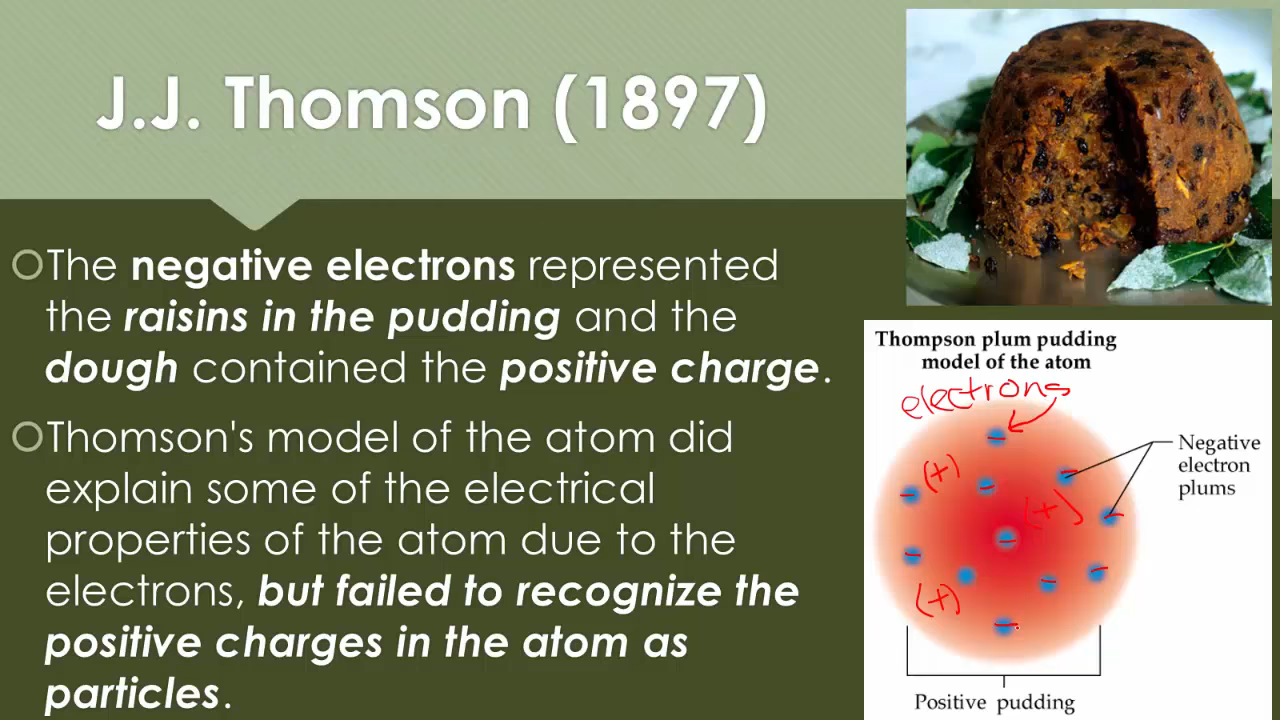 J.J. Thomson (1897)
The negative electrons represented
the raisins in the pudding and the
dough contained the positive charge.
Thomson's model of the atom did
explain some of the electrical
properties of the atom due to the
electrons, but failed to recognize the
positive charges in the atom as
particles.
Thompson plum pudding
model of the atom
electrons
(+)
(+)
(+)
Negative
electron
plums
Positive pudding